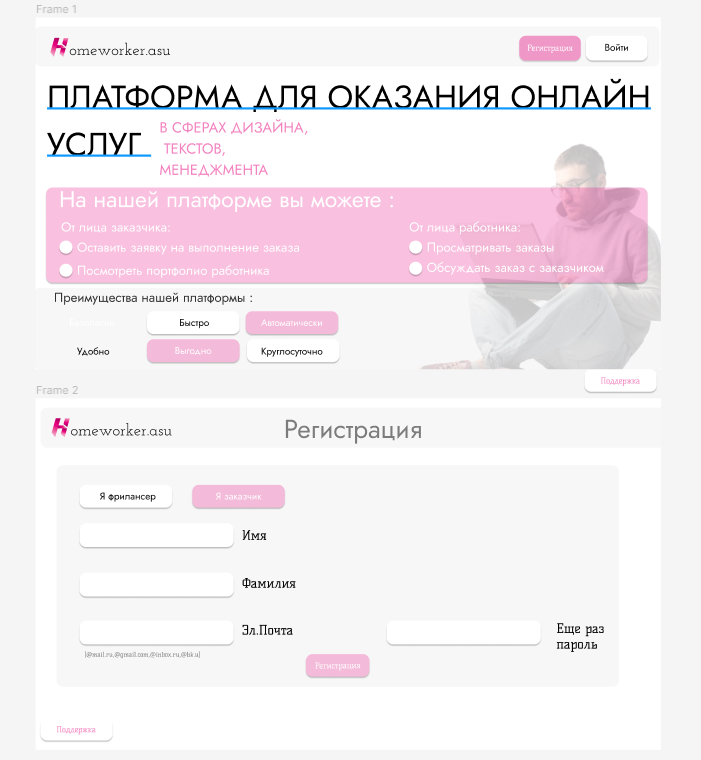 Frame 1
Homeworker.asu
Регистрация
Войти
ПЛАТФОРМА ДЛЯ ОКАЗАНИЯ ОНЛАЙН
УСЛУГ
В СФЕРАХ ДИЗАЙНА,
ТЕКСТОВ,
МЕНЕДЖМЕНТА
На нашей платформе вы можете :
От лица заказчика:
Оставить заявку на выполнение заказа
Посмотреть портфолио работника
От лица работника:
Просматривать заказы
Обсуждать заказ с заказчиком
Преимущества нашей платформы :
Быстро
Автоматически
Удобно
Выгодно
Круглосуточно
Поддержка
Frame 2
Homeworker.asu
Регистрация
Я фрилансер
Я заказчик
Имя
Фамилия
Эл.Почта
(@mail.ru,@gmail.com,@inbox.ru,@bk.u)
Еще раз
пароль
Регистрация
Поддержка